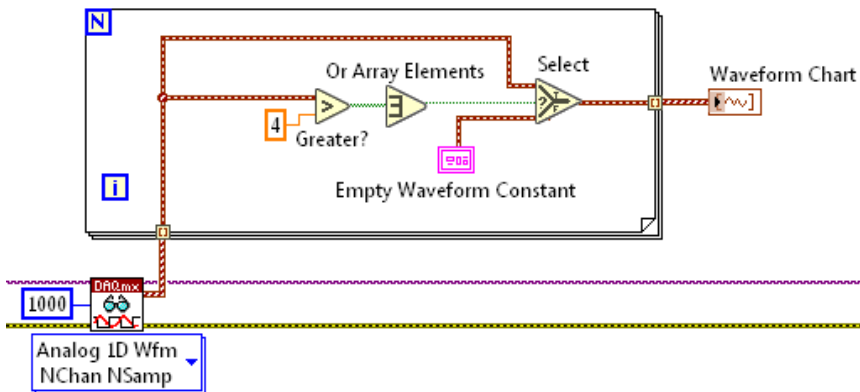 N
Or Array Elements
Select
Waveform Chart
>
?
T
F
4
Greater?
i
Empty Waveform Constant
DAQmx
1000
Analog 1D Wfm
NChan NSamp